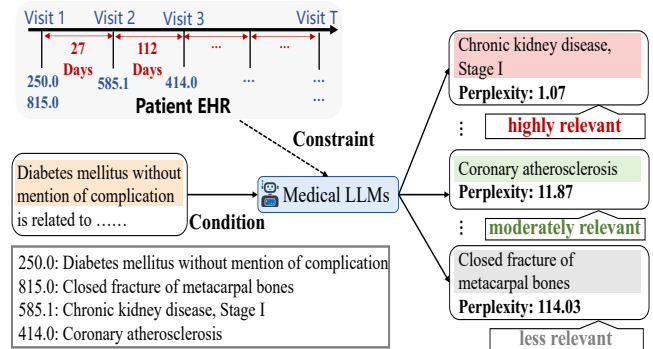 Visit 1 Visit 2 Visit 3 Visit T
27 112 ... ...
Days Days
250.0 585.1 414.0 ... ...
815.0 ...
Patient EHR
Constraint
Diabetes mellitus without
mention of complication
is related to ……
Condition
Medical LLMs
Chronic kidney disease,
Stage I
Perplexity: 1.07
highly relevant
⋮
Coronary atherosclerosis
Perplexity: 11.87
moderately relevant
⋮
Closed fracture of
metacarpal bones
Perplexity: 114.03
less relevant
250.0: Diabetes mellitus without mention of complication
815.0: Closed fracture of metacarpal bones
585.1: Chronic kidney disease, Stage I
414.0: Coronary atherosclerosis